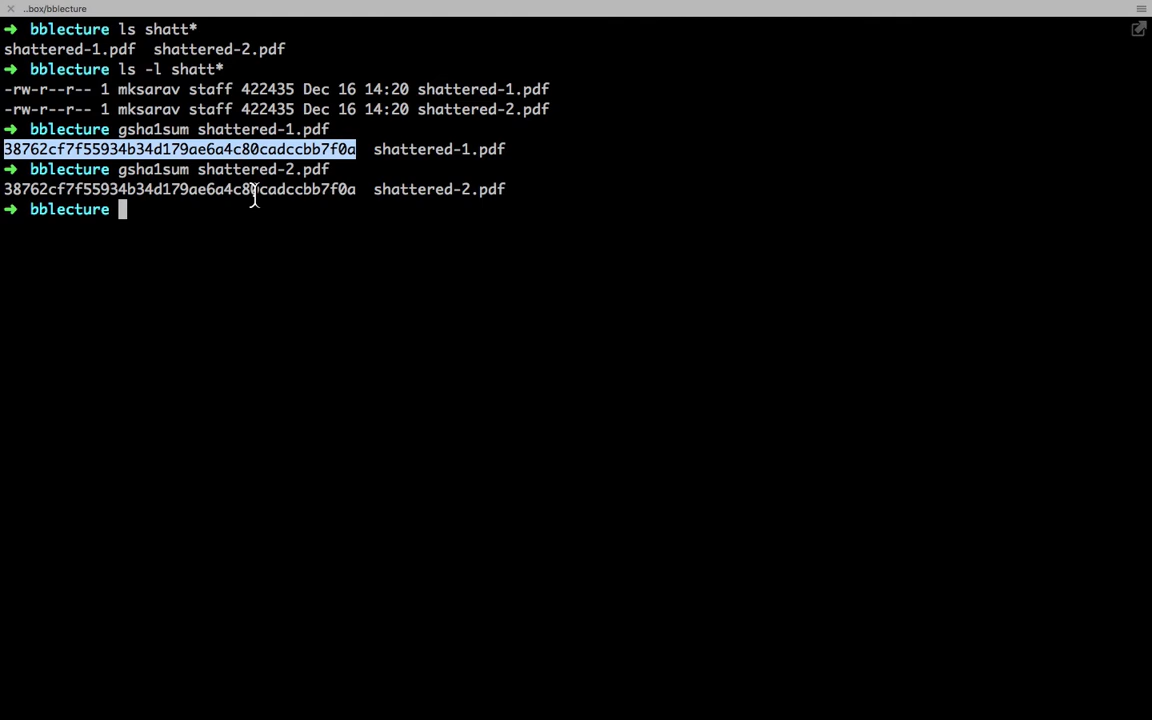 ..box/bblecture
➜ bblecture ls shatt*
shattered-1.pdf shattered-2.pdf
➜ bblecture ls -l shatt*
-rw-r--r-- 1 mksarav staff 422435 Dec 16 14:20 shattered-1.pdf
-rw-r--r-- 1 mksarav staff 422435 Dec 16 14:20 shattered-2.pdf
➜ bblecture gsha1sum shattered-1.pdf
38762cf7f55934b34d179ae6a4c80cadccbb7f0a shattered-1.pdf
➜ bblecture gsha1sum shattered-2.pdf
38762cf7f55934b34d179ae6a4c80cadccbb7f0a shattered-2.pdf
➜ bblecture